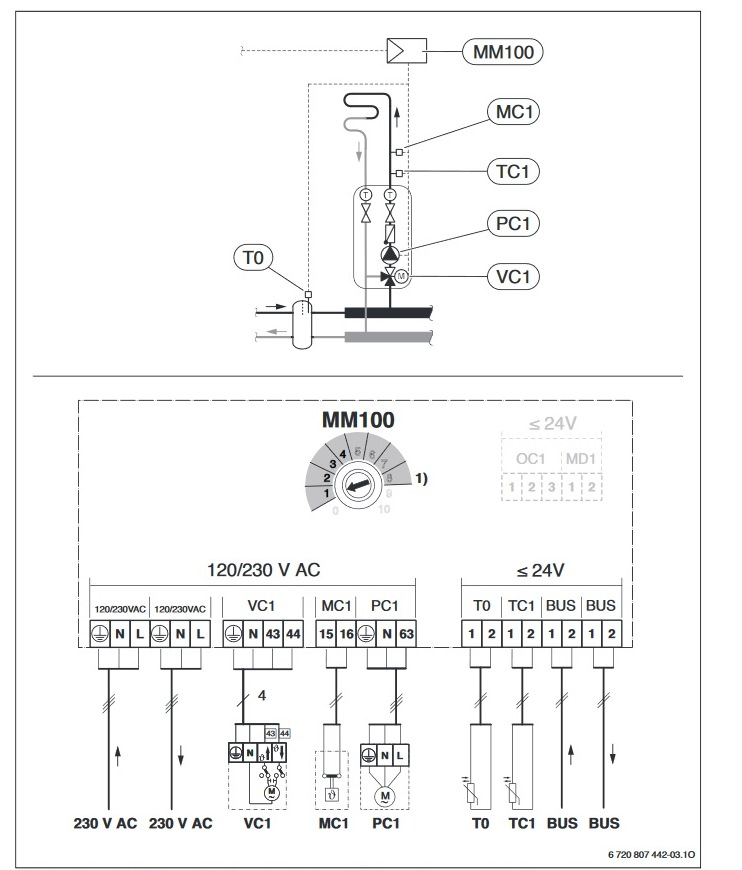 MM100
MC1
TC1
T
T
PC1
T0
M
VC1
MM100
≤ 24V
OC1 MD1
1 2 3 1 2
0 1 2 3 4 5 6 7 8 9 10
1)
120/230 V AC
≤ 24V
120/230VAC 120/230VAC VC1 MC1 PC1 T0 TC1 BUS BUS
N L N L N 43 44 15 16 N 63 1 2 1 2 1 2 1 2
4
43 44
N ϑ ϑ
N L
M ~
ϑ
M ~
230 V AC 230 V AC VC1 MC1 PC1 T0 TC1 BUS BUS
6 720 807 442-03.1O